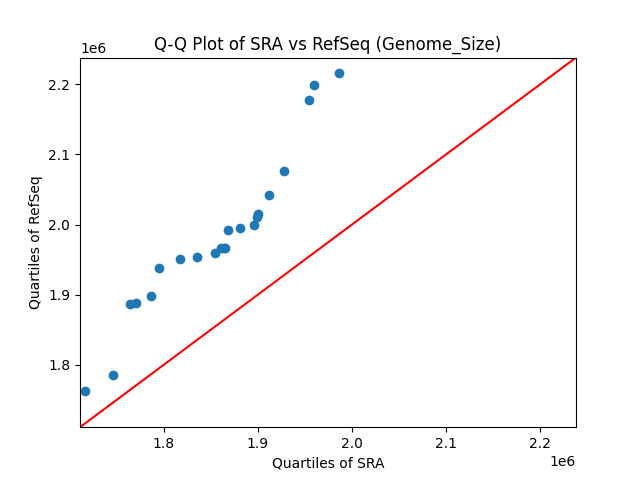 Q-Q Plot of SRA vs RefSeq (Genome_Size)
1e6
2.2
2.1
2.0
1.9
1.8
Quartiles of RefSeq
1.8 1.9 2.0 2.1 2.2
1e6
Quartiles of SRA